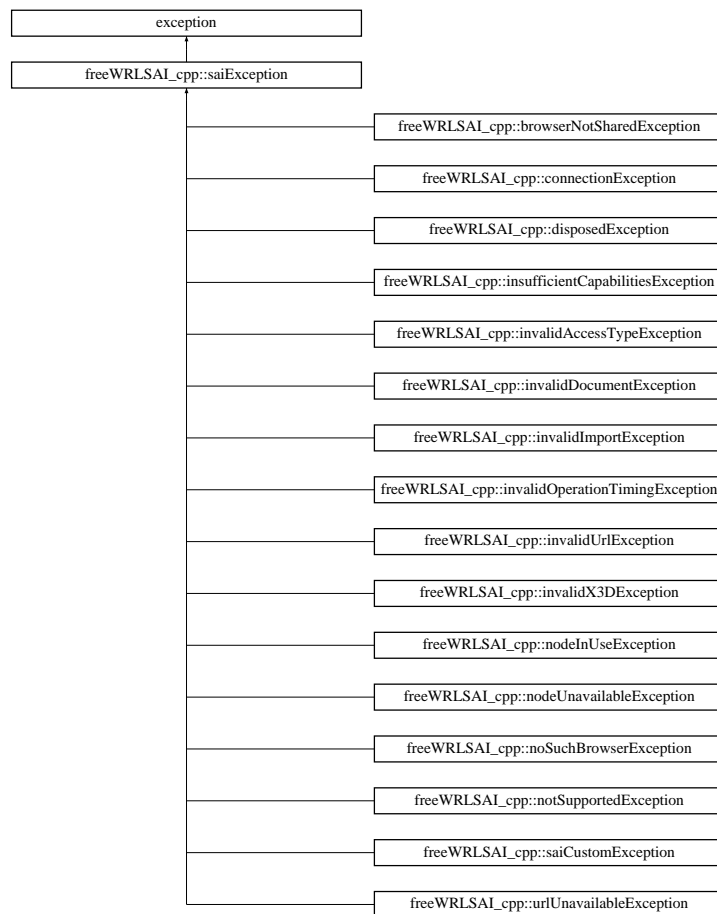 exception
freeWRLSAI_cpp::saiException
freeWRLSAI_cpp::browserNotSharedException
freeWRLSAI_cpp::connectionException
freeWRLSAI_cpp::disposedException
freeWRLSAI_cpp::insufficientCapabilitiesException
freeWRLSAI_cpp::invalidAccessTypeException
freeWRLSAI_cpp::invalidDocumentException
freeWRLSAI_cpp::invalidImportException
freeWRLSAI_cpp::invalidOperationTimingException
freeWRLSAI_cpp::invalidUrlException
freeWRLSAI_cpp::invalidX3DException
freeWRLSAI_cpp::nodeInUseException
freeWRLSAI_cpp::nodeUnavailableException
freeWRLSAI_cpp::noSuchBrowserException
freeWRLSAI_cpp::notSupportedException
freeWRLSAI_cpp::saiCustomException
freeWRLSAI_cpp::urlUnavailableException